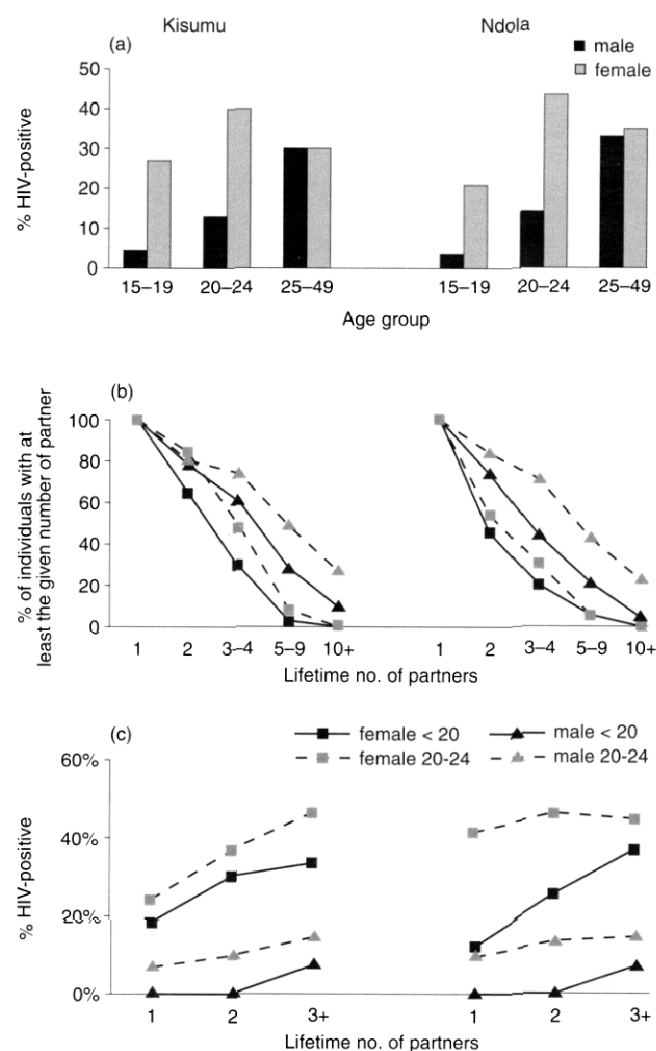 Kisumu
Ndola
(a)
male
female
50
40
30
20
10
0
% HIV-positive
15–19
20–24
25–49
15–19
20–24
25–49
Age group
(b)
100
80
60
40
20
0
% of individuals with at
least the given number of partner
1
2
3–4
5–9
10+
1
2
3–4
5–9
10+
Lifetime no. of partners
(c)
female < 20
male < 20
female 20-24
male 20-24
60%
40%
20%
0%
% HIV-positive
1
2
3+
1
2
3+
Lifetime no. of partners